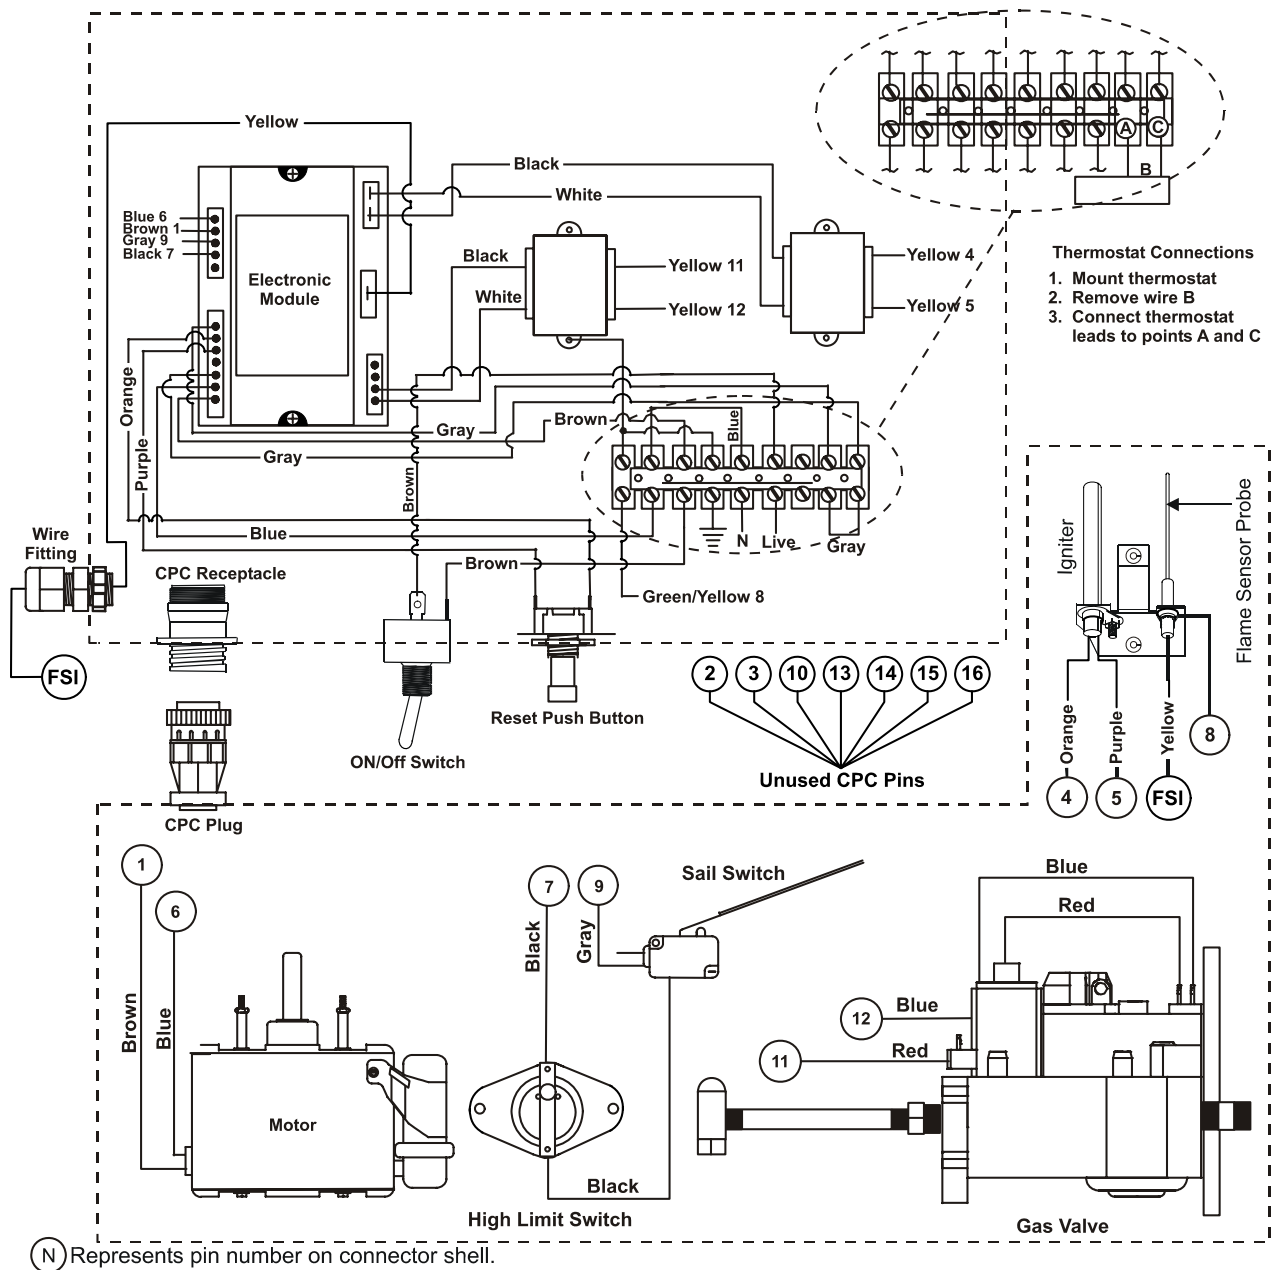 Yellow
Black
White
Blue 6
Brown 1
Gray 9
Black 7
Electronic
Module
Black
White
Yellow 11
Yellow 12
Yellow 4
Yellow 5
A
C
B
Thermostat Connections
1. Mount thermostat
2. Remove wire B
3. Connect thermostat
leads to points A and C
Orange
Purple
Gray
Gray
Brown
Blue
Brown
Blue
Brown
N
Live
Gray
Green/Yellow 8
Wire
Fitting
FSI
CPC Receptacle
CPC Plug
ON/Off Switch
Reset Push Button
2
3
10
13
14
15
16
Unused CPC Pins
Igniter
Flame Sensor Probe
Orange
Purple
Yellow
8
4
5
FSI
1
6
Brown
Blue
Motor
7
9
Black
Gray
Sail Switch
Black
High Limit Switch
Blue
Red
12
Blue
11
Red
Gas Valve
N Represents pin number on connector shell.